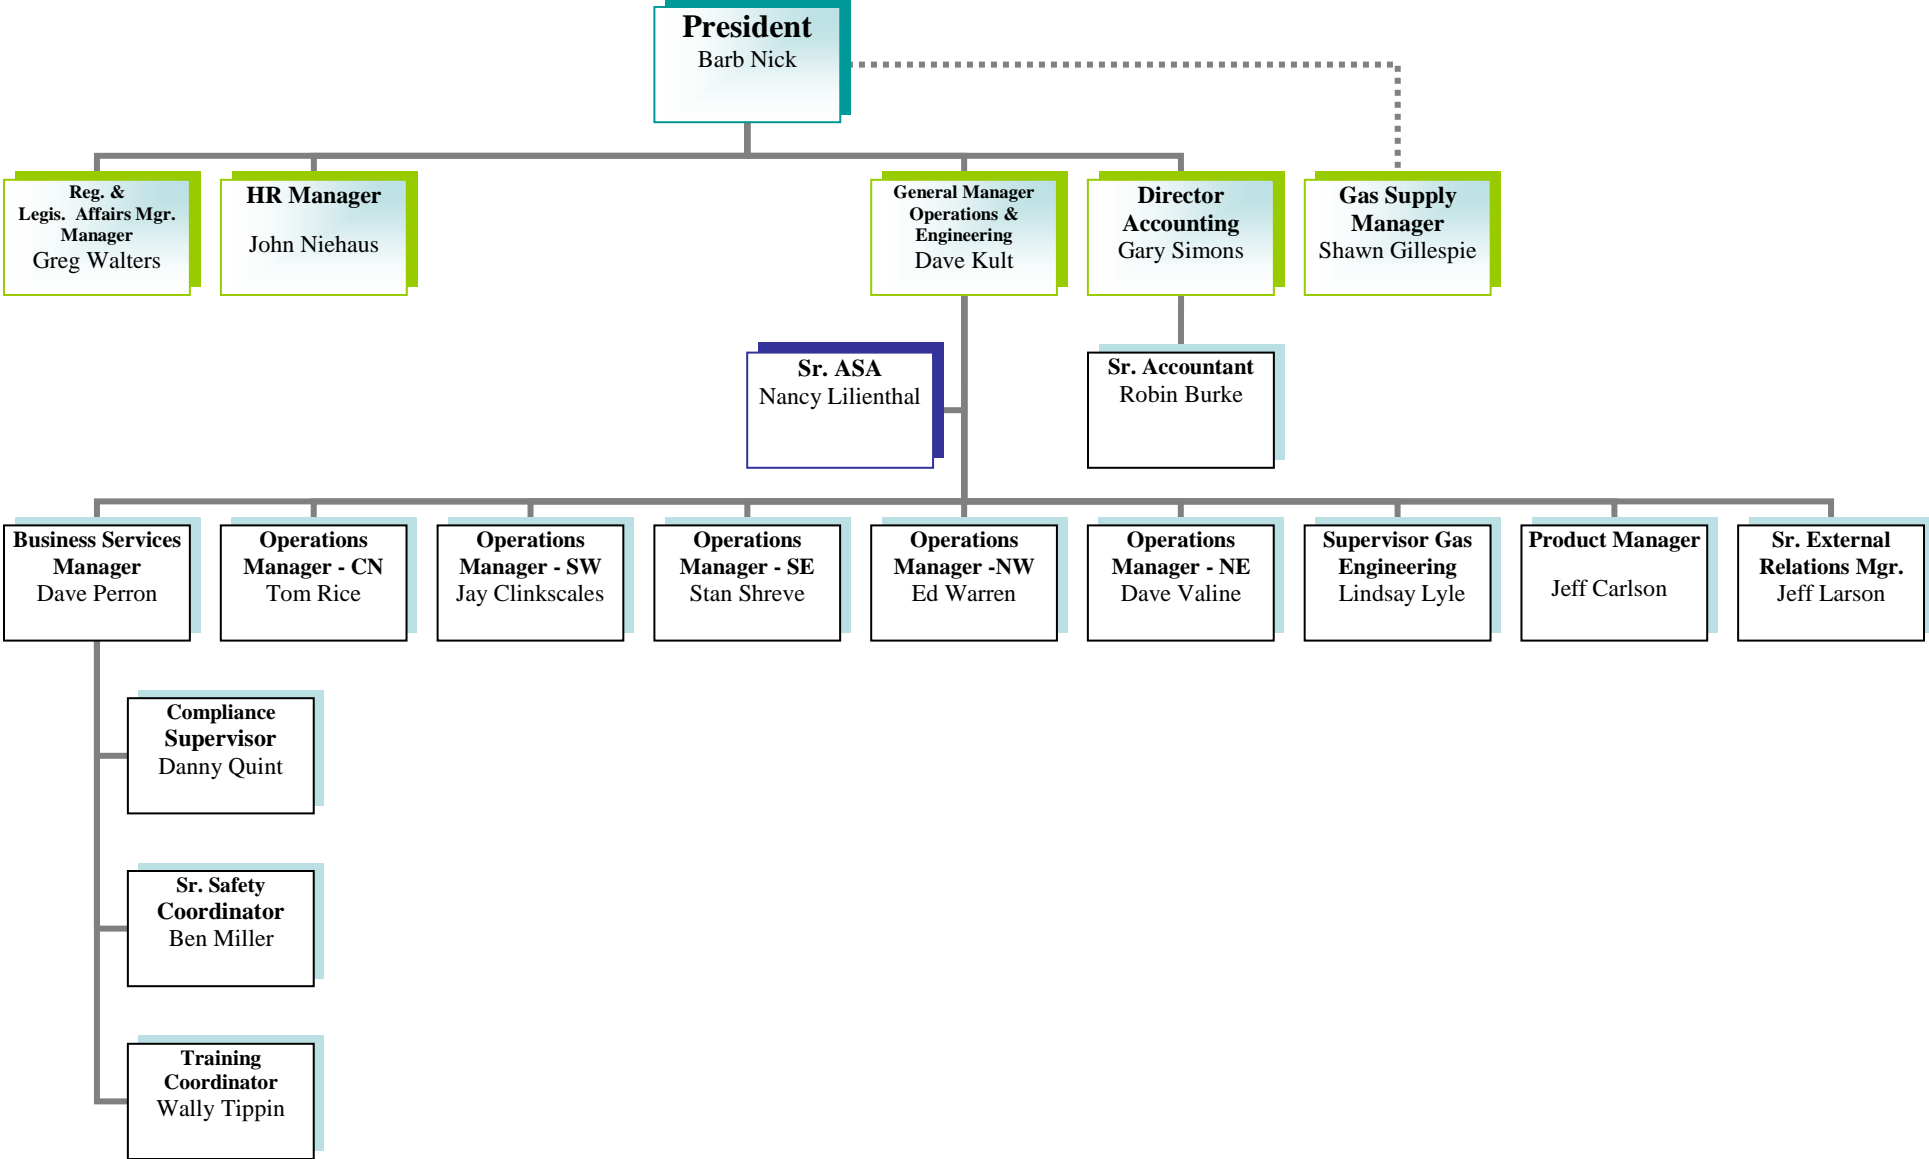 President
Barb Nick
Reg. &
Legis.  Affairs Mgr.
Manager
Greg Walters
HR Manager
John Niehaus
General Manager
Operations &
Engineering
Dave Kult
Director
Accounting
Gary Simons
Gas Supply
Manager
Shawn Gillespie
Sr. ASA
Nancy Lilienthal
Sr. Accountant
Robin Burke
Business Services
Manager
Dave Perron
Operations
Manager - CN
Tom Rice
Operations
Manager - SW
Jay Clinkscales
Operations
Manager - SE
Stan Shreve
Operations
Manager -NW
Ed Warren
Operations
Manager - NE
Dave Valine
Supervisor Gas
Engineering
Lindsay Lyle
Product Manager
Jeff Carlson
Sr. External
Relations Mgr.
Jeff Larson
Compliance
Supervisor
Danny Quint
Sr. Safety
Coordinator
Ben Miller
Training
Coordinator
Wally Tippin